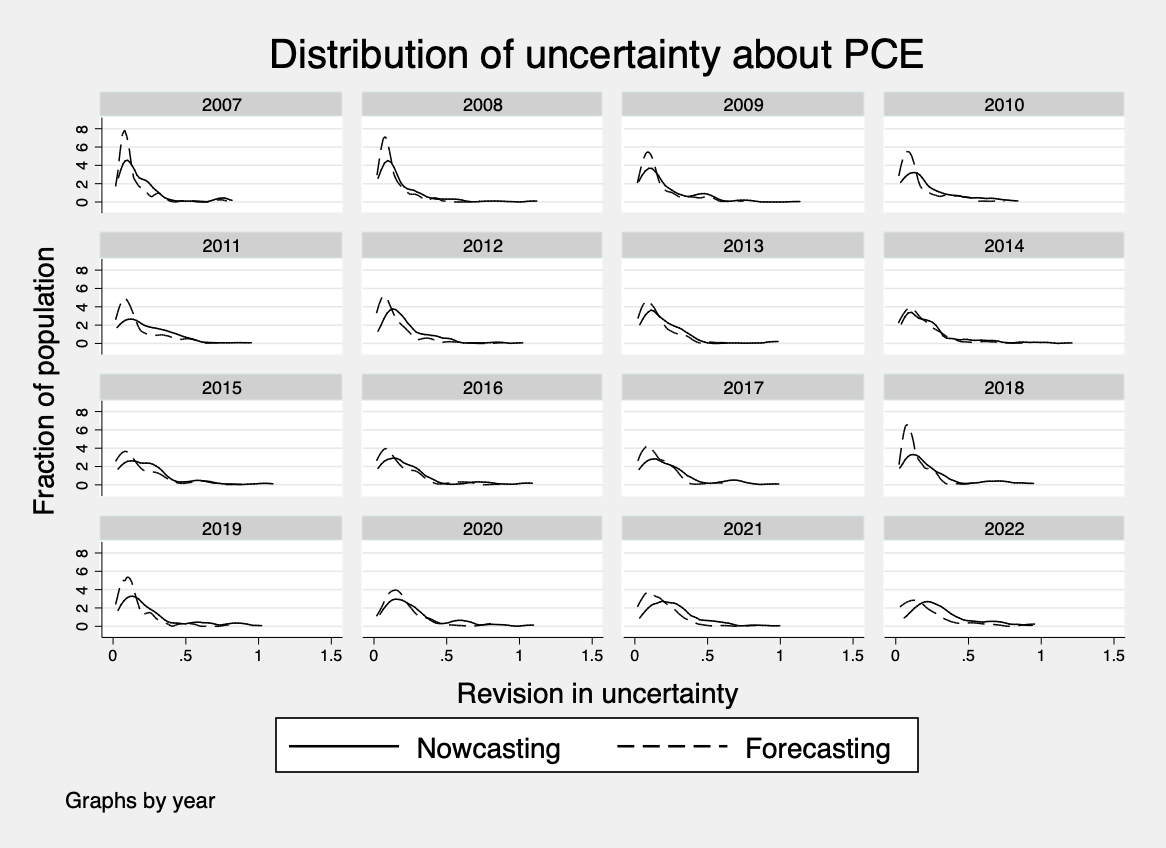 Distribution of uncertainty about PCE
2007 2008 2009 2010
8
6
4
2
0
2011 2012 2013 2014
8
6
4
2
0
2015 2016 2017 2018
8
6
4
2
0
2019 2020 2021 2022
8
6
4
2
0
Fraction of population
0 .5 1 1.5 0 .5 1 1.5 0 .5 1 1.5 0 .5 1 1.5
Revision in uncertainty
Nowcasting Forecasting
Graphs by year